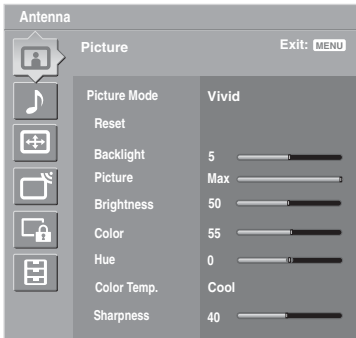 Antenna
Picture Exit: MENU
Picture Mode Vivid
Reset
Backlight 5
Picture Max
Brightness 50
Color 55
Hue 0
Color Temp. Cool
Sharpness 40